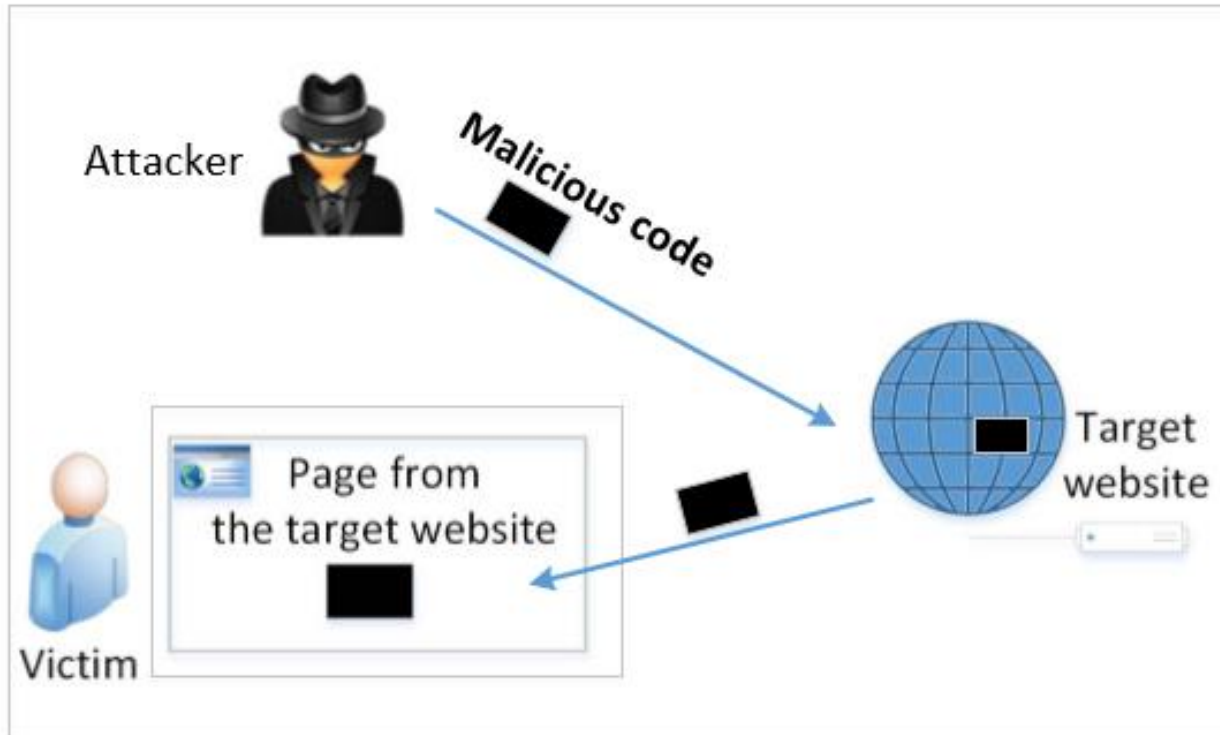 Attacker
Malicious code
Target
website
Page from
the target website
Victim